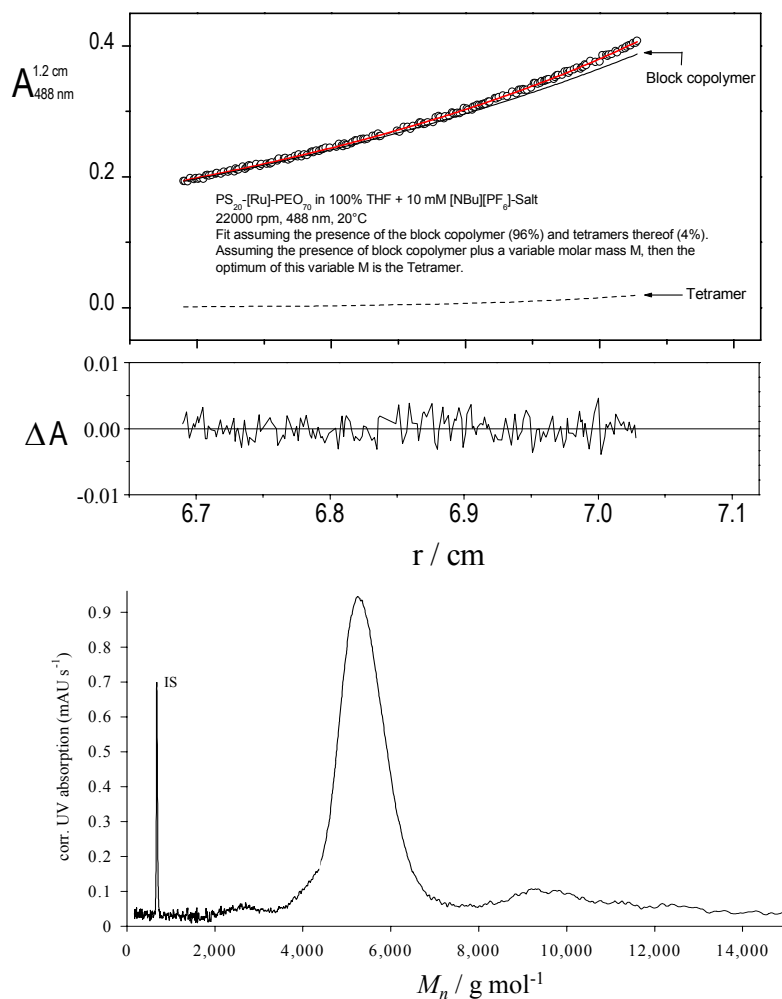 0.4
A 1.2 cm
488 nm
Block copolymer
0.2
PS20-[Ru]-PEO70 in 100% THF + 10 mM [NBu][PF6]-Salt
22000 rpm, 488 nm, 20°C
Fit assuming the presence of the block copolymer (96%) and tetramers thereof (4%).
Assuming the presence of block copolymer plus a variable molar mass M, then the
optimum of this variable M is the Tetramer.
0.0
Tetramer
0.01
ΔA
0.00
-0.01
6.7 6.8 6.9 7.0 7.1
r / cm
0.9
0.8
0.7
IS
0.6
0.5
0.4
0.3
0.2
0.1
0
corr. UV absorption (mAU s-1)
0 2,000 4,000 6,000 8,000 10,000 12,000 14,000
Mn / g mol-1